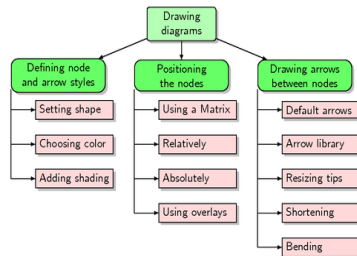 Drawing
diagrams
Defining node
and arrow styles
Setting shape
Choosing color
Adding shading
Positioning
the nodes
Using a Matrix
Relatively
Absolutely
Using overlays
Drawing arrows
between nodes
Default arrows
Arrow library
Resizing tips
Shortening
Bending